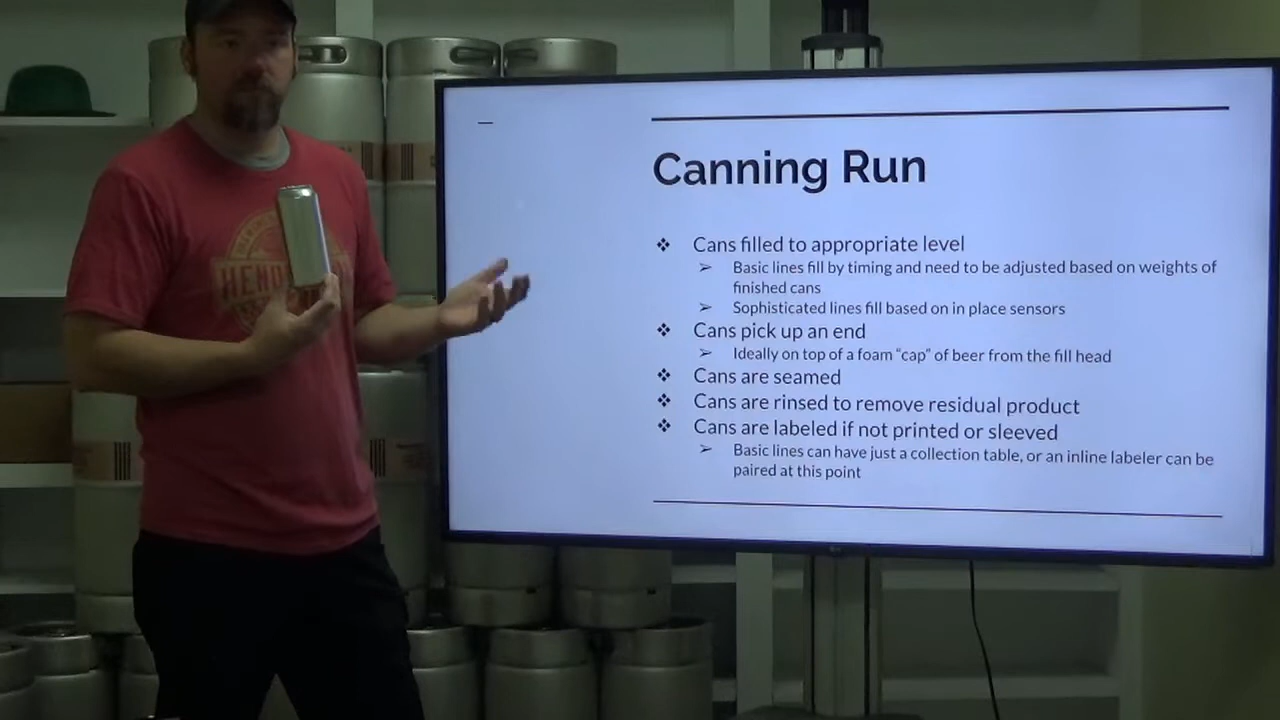 Canning Run
❖ Cans filled to appropriate level
➢ Basic lines fill by timing and need to be adjusted based on weights of
finished cans
➢ Sophisticated lines fill based on in place sensors
❖ Cans pick up an end
➢ Ideally on top of a foam “cap” of beer from the fill head
❖ Cans are seamed
❖ Cans are rinsed to remove residual product
❖ Cans are labeled if not printed or sleeved
➢ Basic lines can have just a collection table, or an inline labeler can be
paired at this point